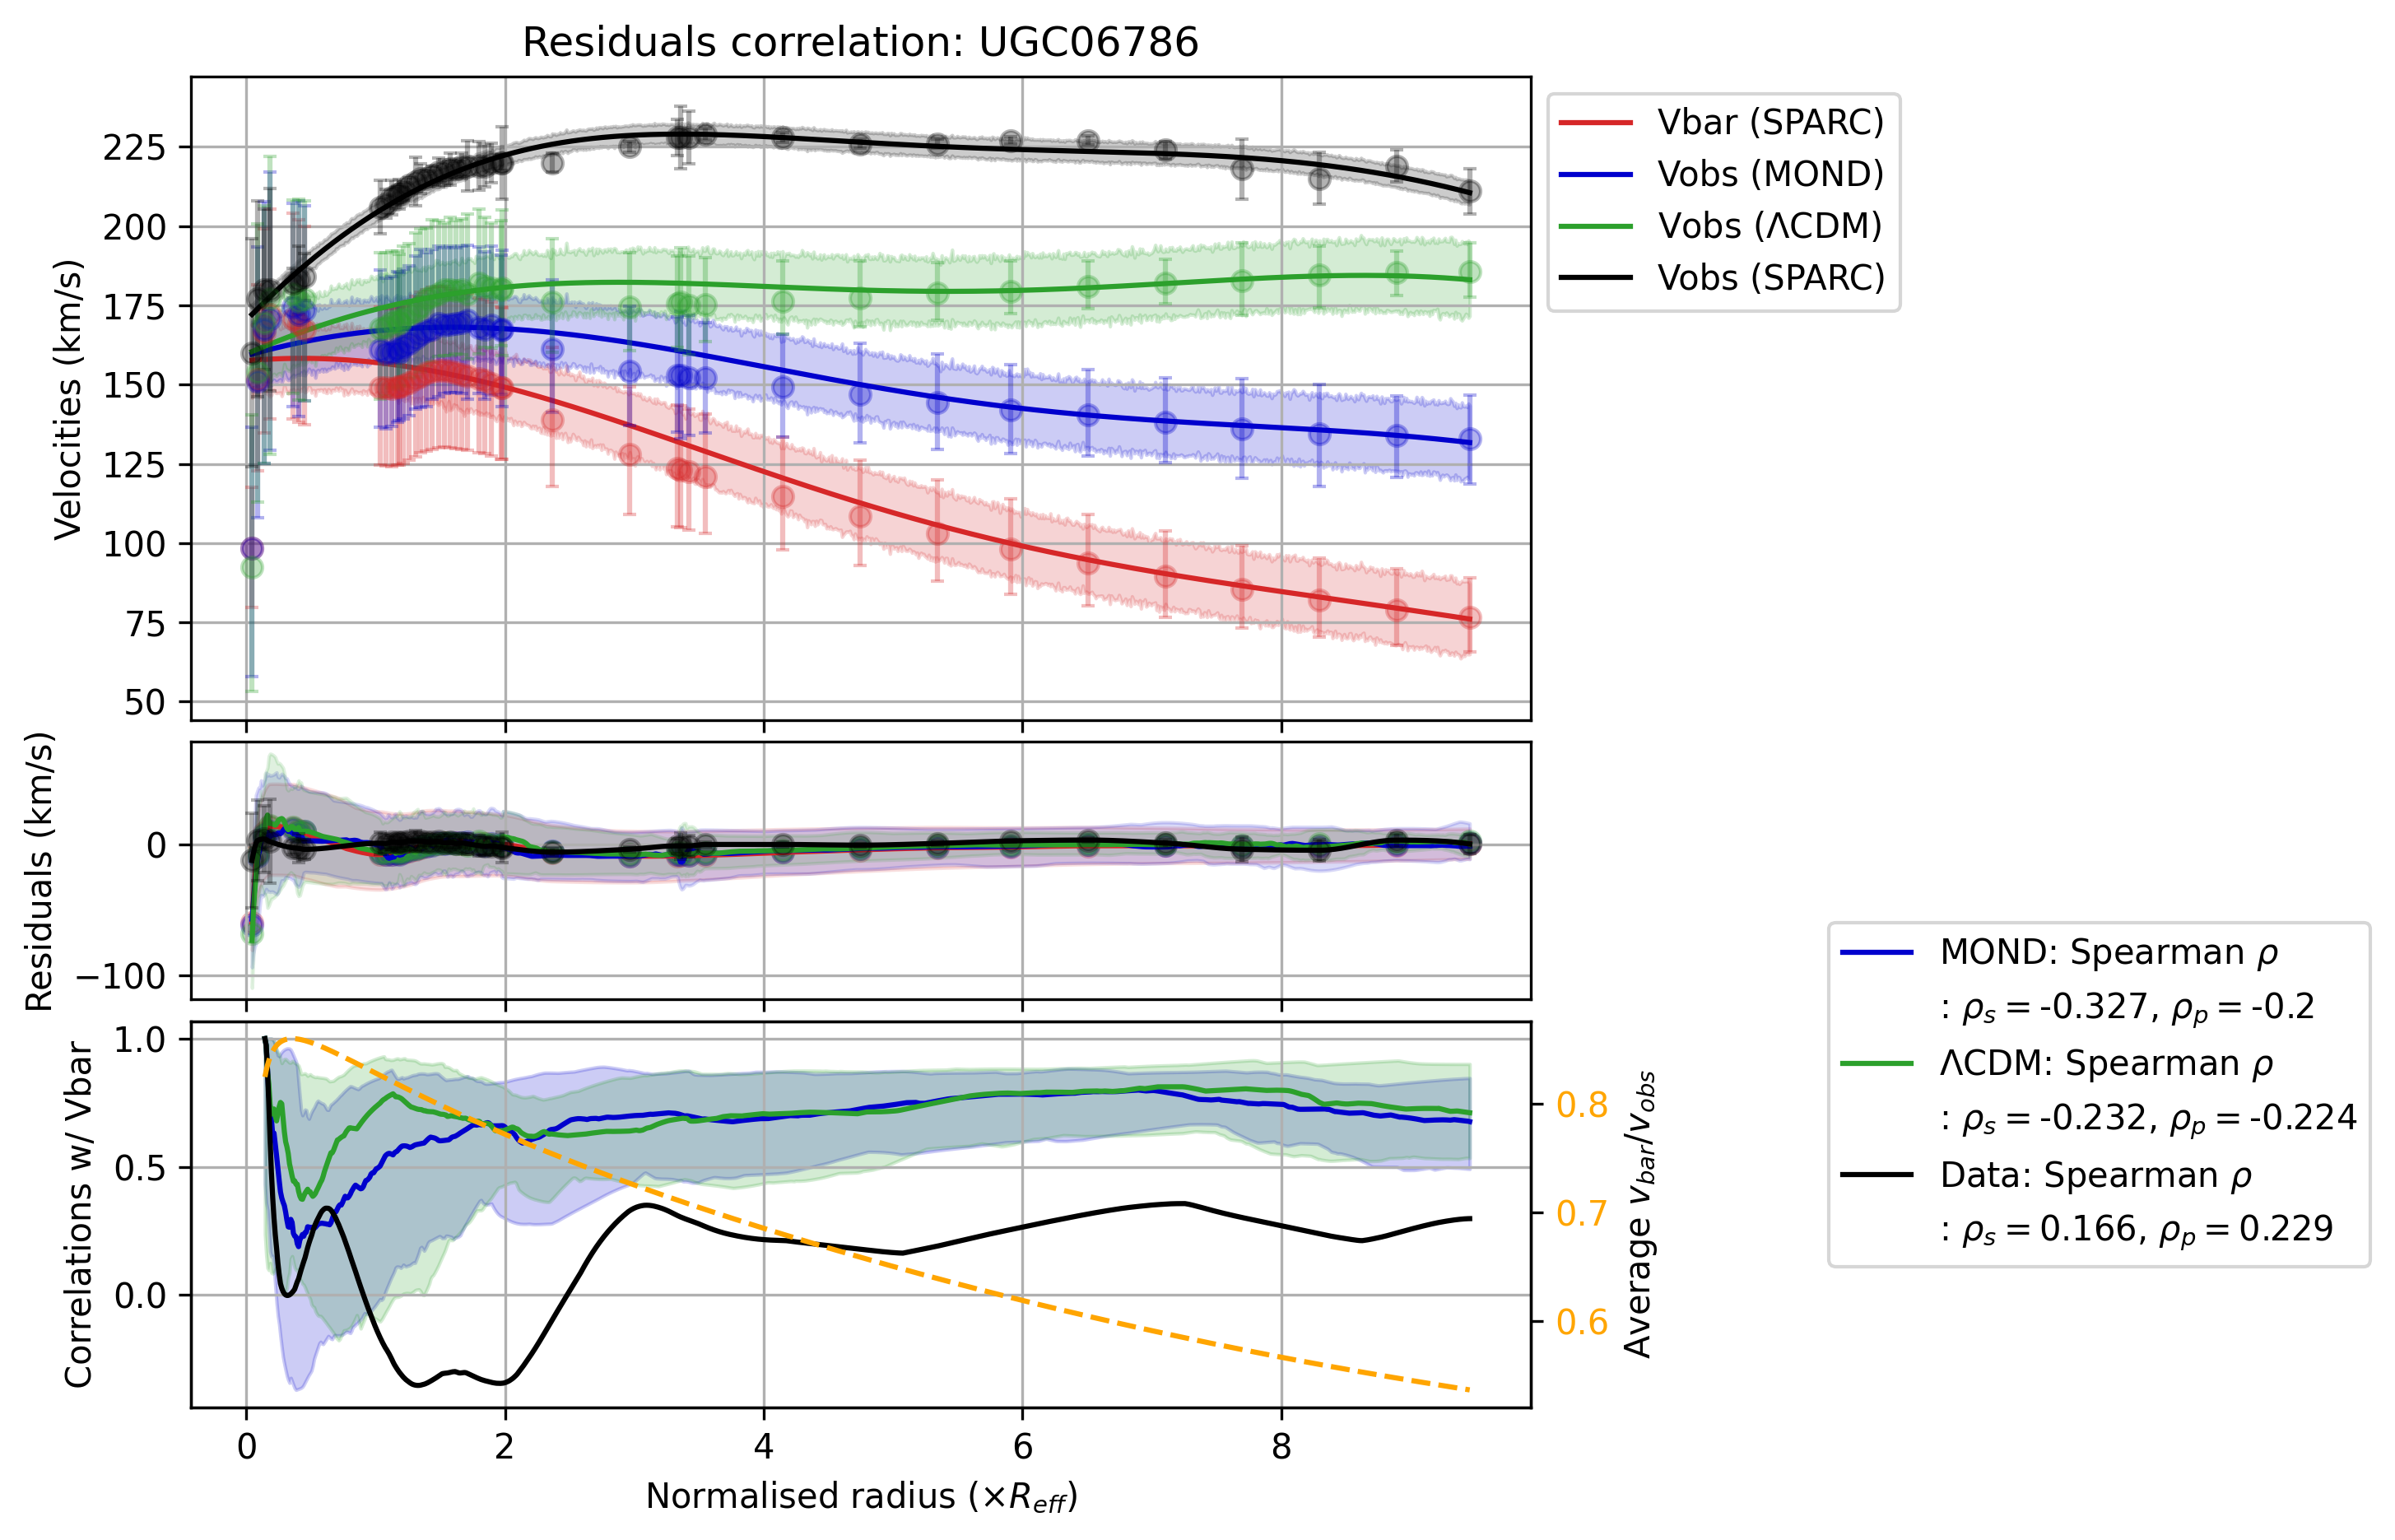 Residuals correlation: UGC06786
Velocities (km/s)
225
200
175
150
125
100
75
50
Vbar (SPARC)
Vobs (MOND)
Vobs (ΛCDM)
Vobs (SPARC)
Residuals (km/s)
0
−100
Correlations w/ Vbar
1.0
0.5
0.0
0.8
0.7
0.6
Average v_bar/v_obs
MOND: Spearman ρ
: ρ_s = -0.327, ρ_p = -0.2
ΛCDM: Spearman ρ
: ρ_s = -0.232, ρ_p = -0.224
Data: Spearman ρ
: ρ_s = 0.166, ρ_p = 0.229
0 2 4 6 8
Normalised radius (×R_eff)